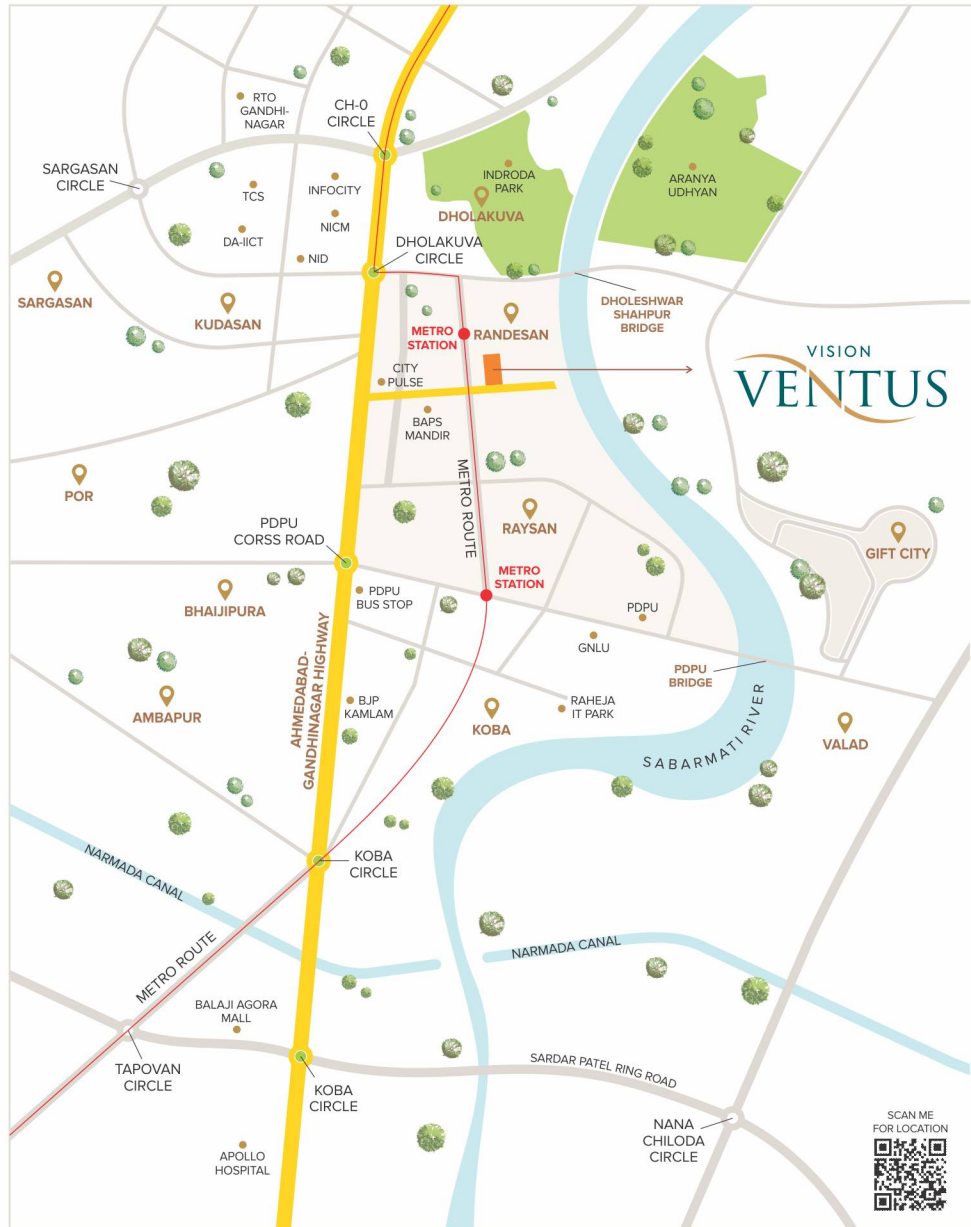 RTO
GANDHI-
NAGAR
CH-0
CIRCLE
SARGASAN
CIRCLE
TCS
INFOCITY
NICM
DA-IICT
NID
INDRODA
PARK
DHOLAKUVA
ARANYA
UDHYAN
DHOLAKUVA
CIRCLE
SARGASAN
KUDASAN
DHOLESHWAR
SHAHPUR
BRIDGE
METRO
STATION
RANDESAN
CITY
PULSE
VISION
VENTUS
BAPS
MANDIR
METRO ROUTE
POR
RAYSAN
PDPU
CORSS ROAD
GIFT CITY
METRO
STATION
BHAIJIPURA
PDPU
BUS STOP
PDPU
GNLU
PDPU
BRIDGE
AHMEDABAD-
GANDHINAGAR HIGHWAY
AMBAPUR
BJP
KAMLAM
KOBA
RAHEJA
IT PARK
SABARMATI RIVER
VALAD
NARMADA CANAL
KOBA
CIRCLE
METRO ROUTE
NARMADA CANAL
BALAJI AGORA
MALL
TAPOVAN
CIRCLE
KOBA
CIRCLE
SARDAR PATEL RING ROAD
NANA
CHILODA
CIRCLE
APOLLO
HOSPITAL
SCAN ME
FOR LOCATION